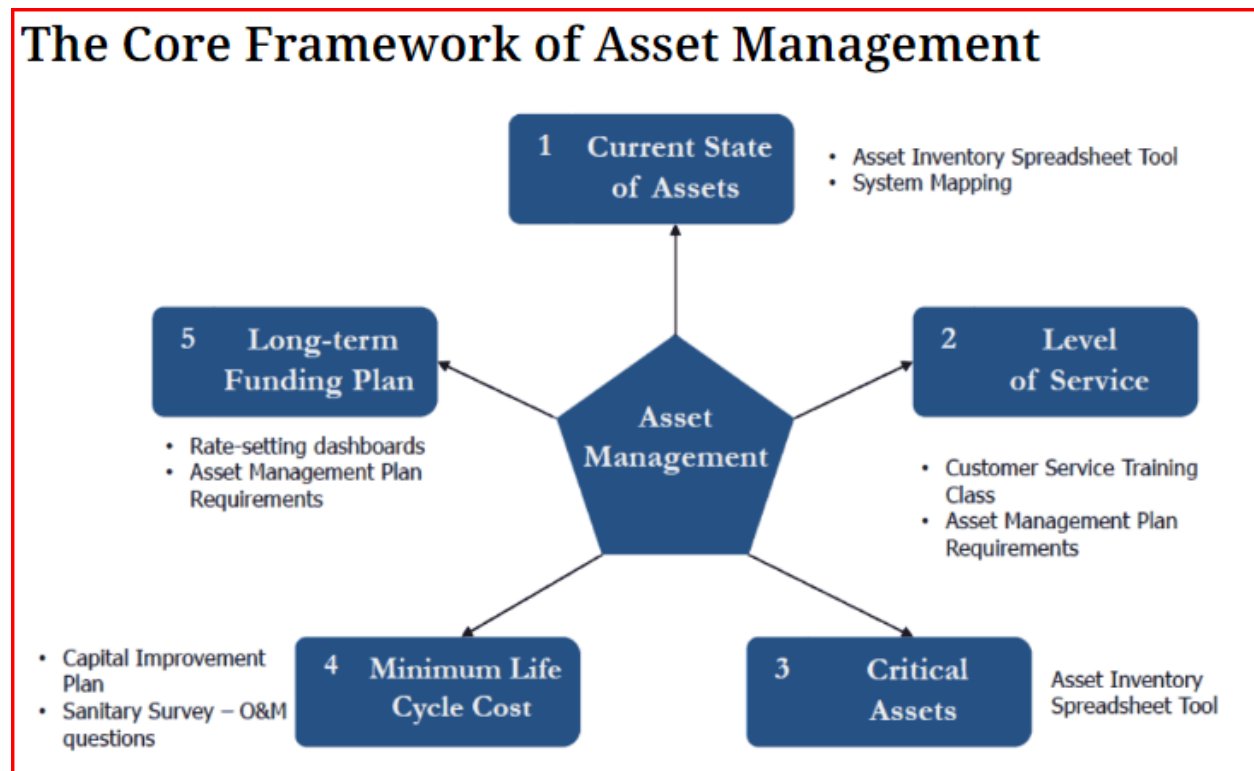 The Core Framework of Asset Management
1 Current State
of Assets
• Asset Inventory Spreadsheet Tool
• System Mapping
5 Long-term
Funding Plan
• Rate-setting dashboards
• Asset Management Plan
Requirements
Asset
Management
2 Level
of Service
• Customer Service Training
Class
• Asset Management Plan
Requirements
• Capital Improvement
Plan
• Sanitary Survey – O&M
questions
4 Minimum Life
Cycle Cost
3 Critical
Assets
Asset Inventory
Spreadsheet Tool